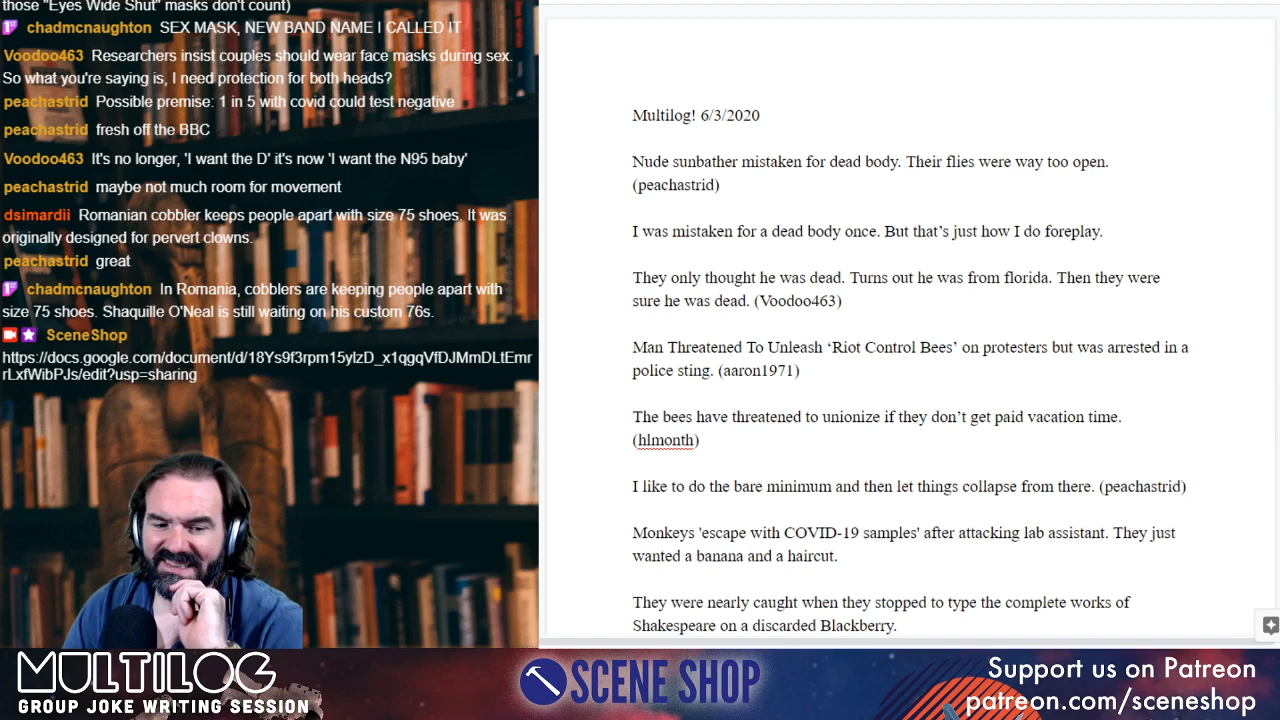 those "Eyes Wide Shut" masks don't count)
chadmcnaughton SEX MASK, NEW BAND NAME I CALLED IT
Voodoo463 Researchers insist couples should wear face masks during sex.
So what you're saying is, I need protection for both heads?
peachastrid Possible premise: 1 in 5 with covid could test negative
peachastrid fresh off the BBC
Voodoo463 It's no longer, 'I want the D' it's now 'I want the N95 baby'
peachastrid maybe not much room for movement
dsimardii Romanian cobbler keeps people apart with size 75 shoes. It was
originally designed for pervert clowns.
peachastrid great
chadmcnaughton In Romania, cobblers are keeping people apart with
size 75 shoes. Shaquille O'Neal is still waiting on his custom 76s.
SceneShop
https://docs.google.com/document/d/18Ys9f3rpm15ylzD_x1qgqVfDJMmDLtEmr
rLxfWibPJs/edit?usp=sharing
Multilog! 6/3/2020
Nude sunbather mistaken for dead body. Their flies were way too open.
(peachastrid)
I was mistaken for a dead body once. But that’s just how I do foreplay.
They only thought he was dead. Turns out he was from florida. Then they were
sure he was dead. (Voodoo463)
Man Threatened To Unleash ‘Riot Control Bees’ on protesters but was arrested in a
police sting. (aaron1971)
The bees have threatened to unionize if they don’t get paid vacation time.
(hlmonth)
I like to do the bare minimum and then let things collapse from there. (peachastrid)
Monkeys 'escape with COVID-19 samples' after attacking lab assistant. They just
wanted a banana and a haircut.
They were nearly caught when they stopped to type the complete works of
Shakespeare on a discarded Blackberry.
MULTILOG
GROUP JOKE WRITING SESSION
SCENE SHOP
Support us on Patreon
patreon.com/sceneshop